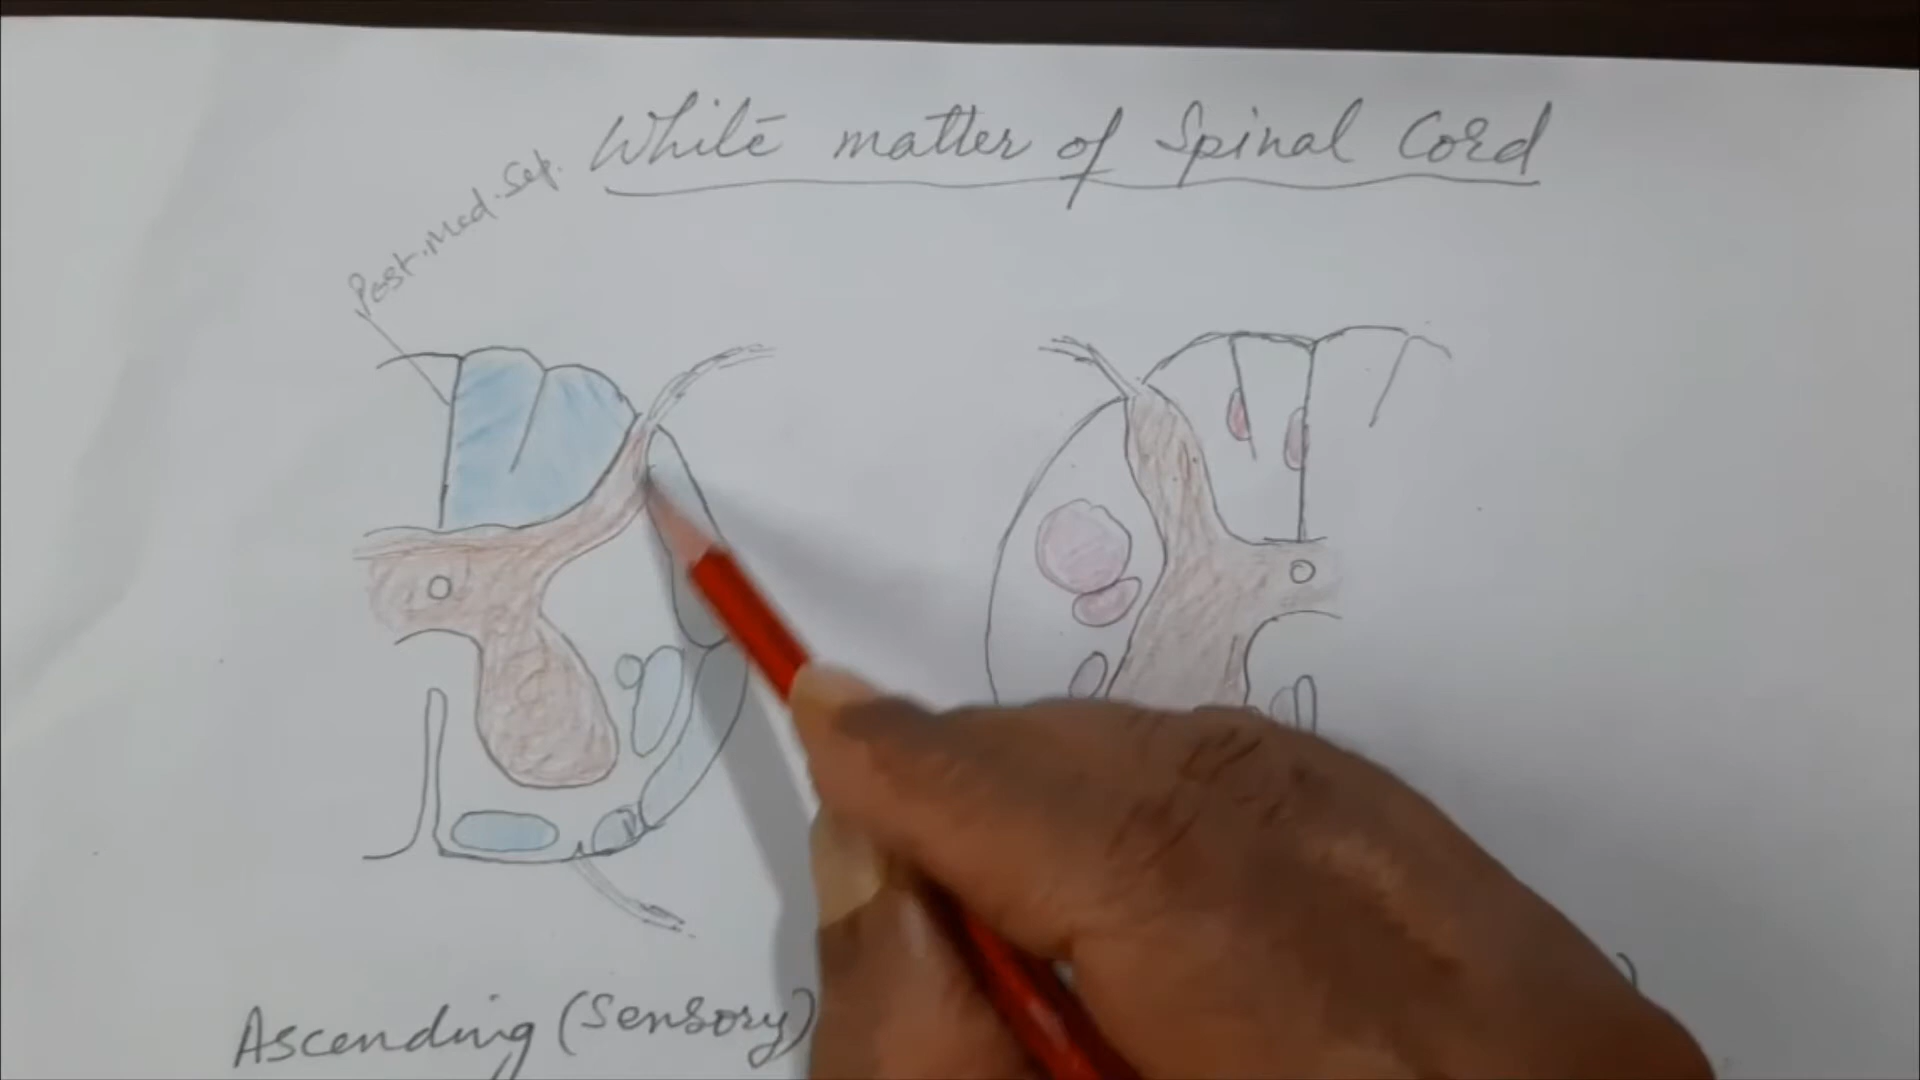 White matter of Spinal Cord
Post. Med. Sep.
Ascending (Sensory)